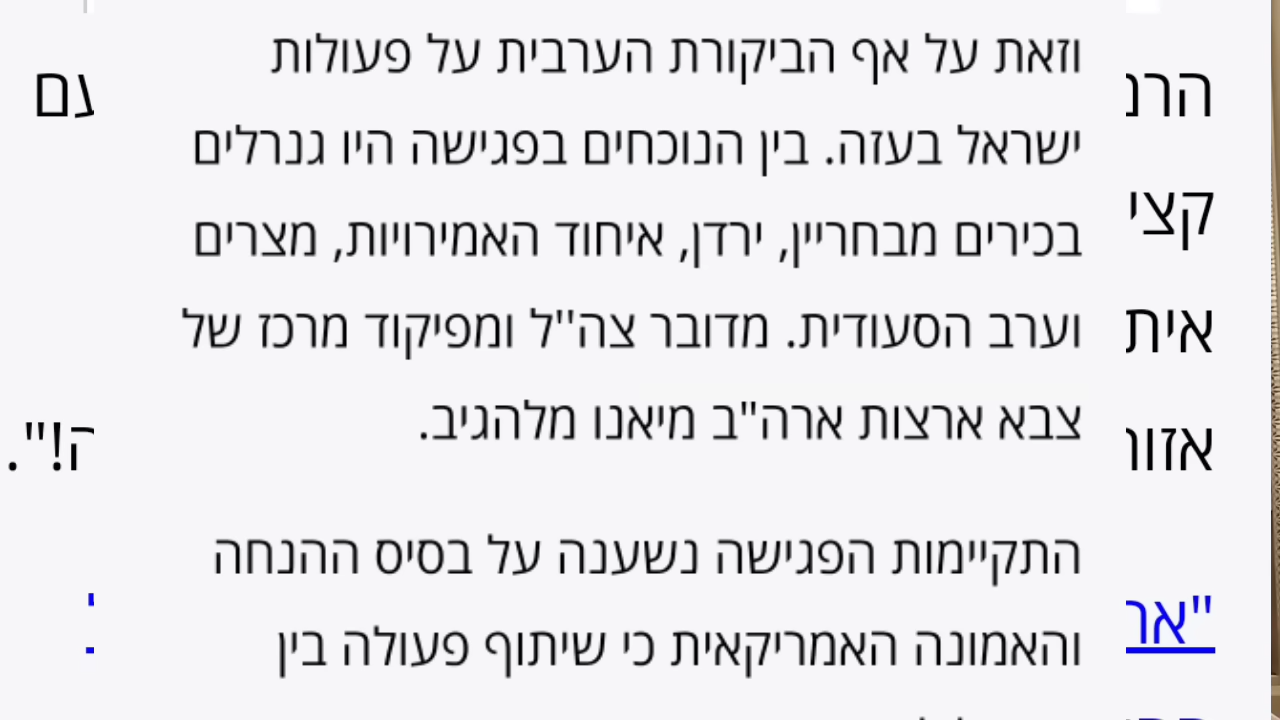 וזאת על אף הביקורת הערבית על פעולות
ישראל בעזה. בין הנוכחים בפגישה היו גנרלים
בכירים מבחריין, ירדן, איחוד האמירויות, מצרים
וערב הסעודית. מדובר צה''ל ומפיקוד מרכז של
צבא ארצות ארה"ב מיאנו מלהגיב.
התקיימות הפגישה נשענה על בסיס ההנחה
והאמונה האמריקאית כי שיתוף פעולה בין